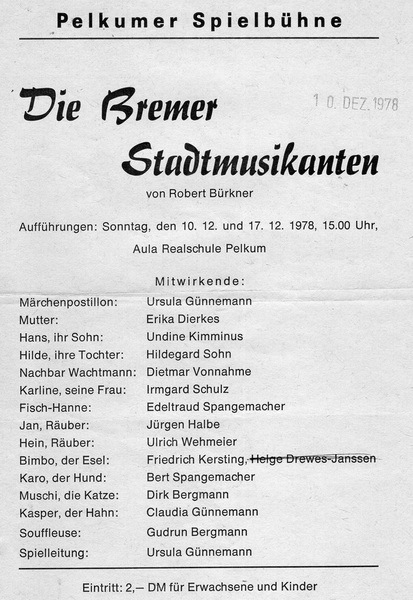 Pelkumer Spielbühne
Die Bremer
10. DEZ. 1978
Stadtmusikanten
von Robert Bürkner
Aufführungen: Sonntag, den 10. 12. und 17. 12. 1978, 15.00 Uhr,
Aula Realschule Pelkum
Mitwirkende:
Märchenpostillon: Ursula Günnemann
Mutter: Erika Dierkes
Hans, ihr Sohn: Undine Kimminus
Hilde, ihre Tochter: Hildegard Sohn
Nachbar Wachtmann: Dietmar Vonnahme
Karline, seine Frau: Irmgard Schulz
Fisch-Hanne: Edeltraud Spangemacher
Jan, Räuber: Jürgen Halbe
Hein, Räuber: Ulrich Wehmeier
Bimbo, der Esel: Friedrich Kersting, Helge Drewes-Janssen
Karo, der Hund: Bert Spangemacher
Muschi, die Katze: Dirk Bergmann
Kasper, der Hahn: Claudia Günnemann
Souffleuse: Gudrun Bergmann
Spielleitung: Ursula Günnemann
Eintritt: 2,— DM für Erwachsene und Kinder